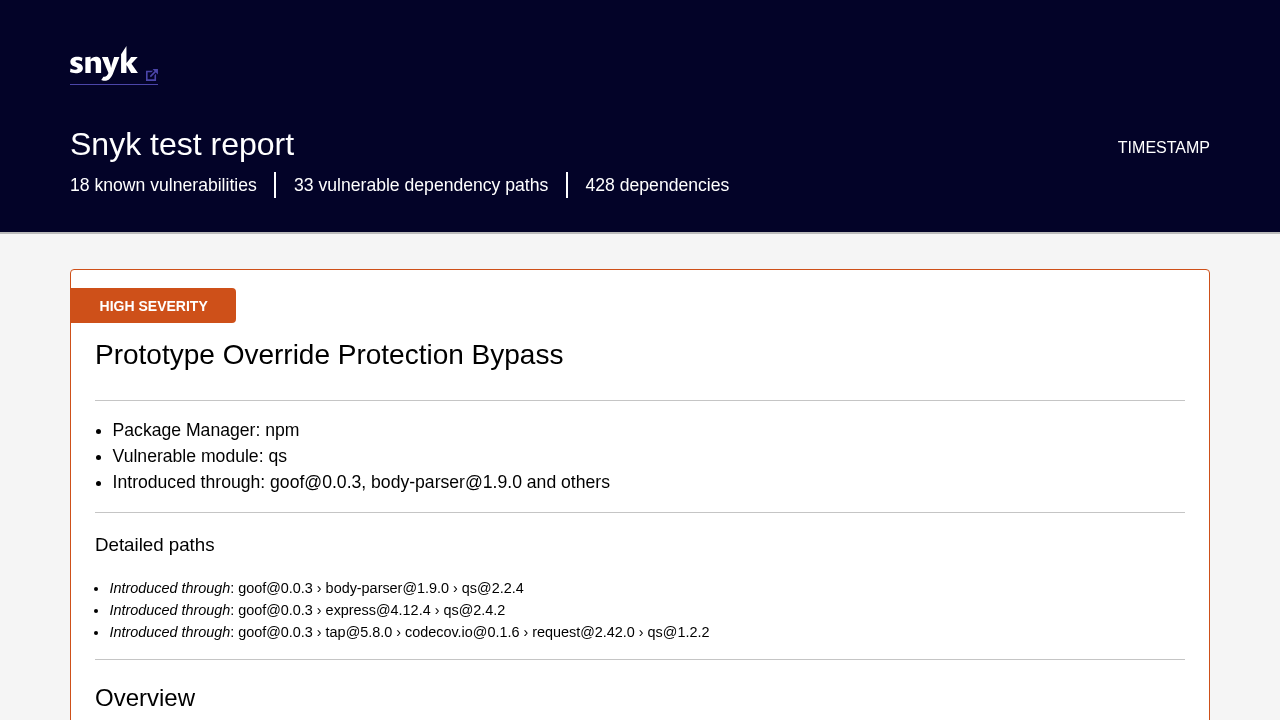 snyk
Snyk test report
TIMESTAMP
18 known vulnerabilities
33 vulnerable dependency paths
428 dependencies
HIGH SEVERITY
Prototype Override Protection Bypass
Package Manager: npm
Vulnerable module: qs
Introduced through: goof@0.0.3, body-parser@1.9.0 and others
Detailed paths
Introduced through: goof@0.0.3 › body-parser@1.9.0 › qs@2.2.4
Introduced through: goof@0.0.3 › express@4.12.4 › qs@2.4.2
Introduced through: goof@0.0.3 › tap@5.8.0 › codecov.io@0.1.6 › request@2.42.0 › qs@1.2.2
Overview